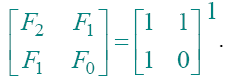 [F₂ F₁
F₁ F₀] = [1 1
1 0]¹.